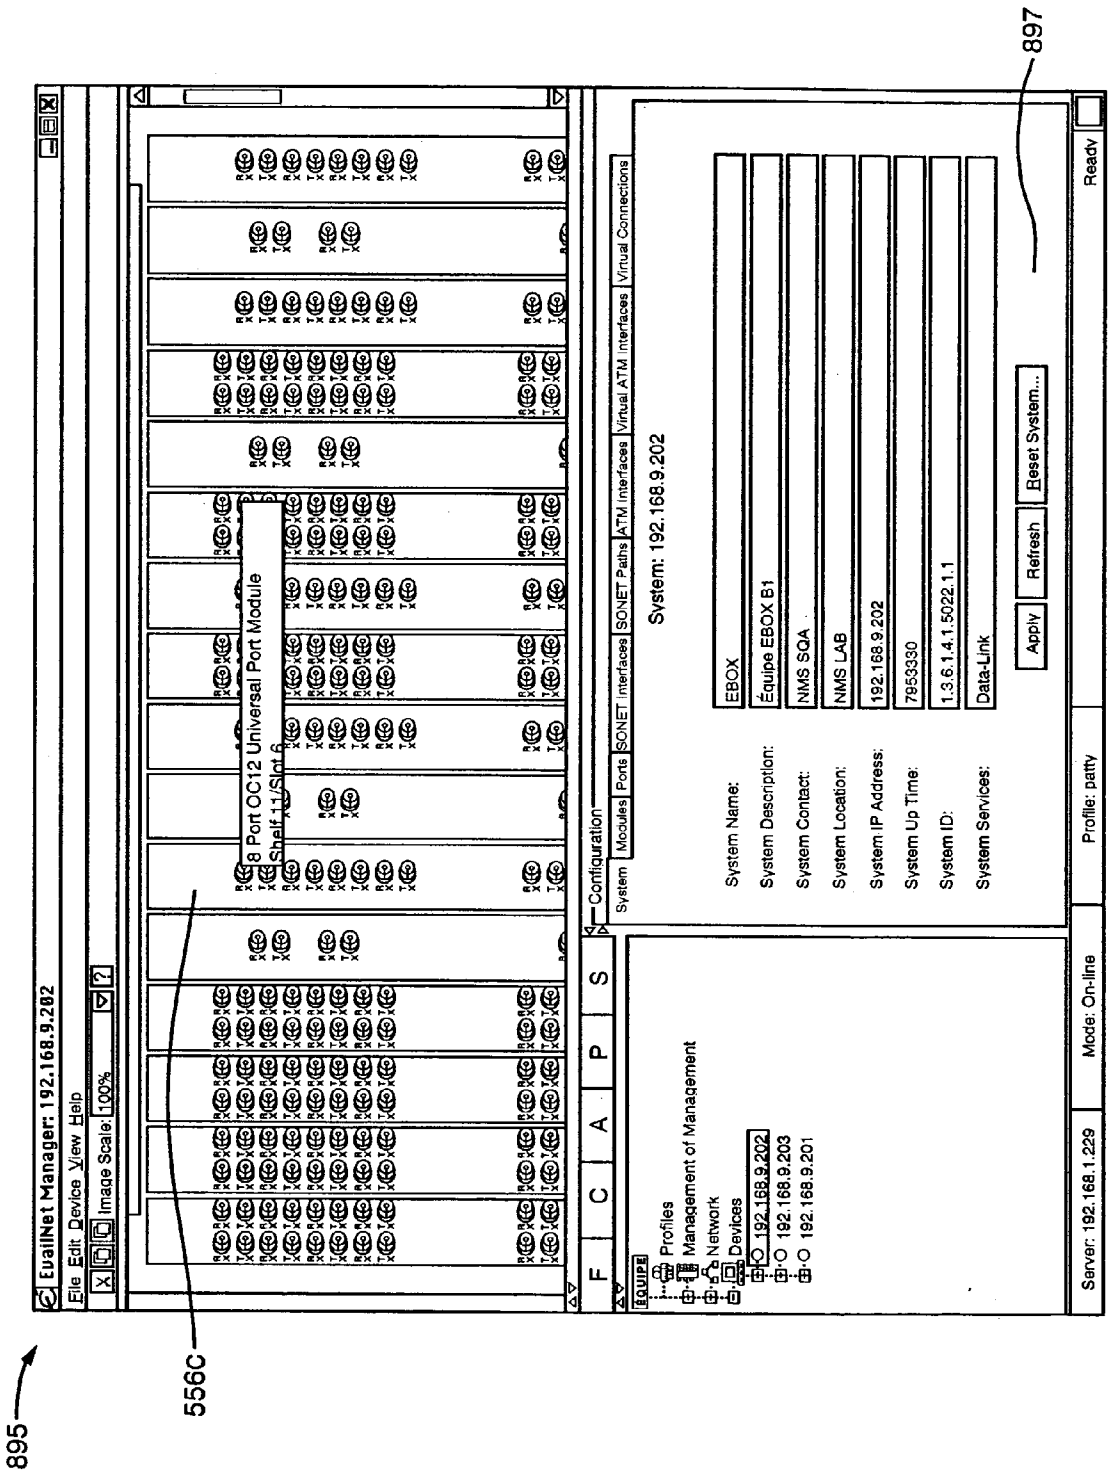 895
EvailNet Manager: 192.168.9.202
File Edit Device View Help
Image Scale: 100%
?
556C
8 Port OC12 Universal Port Module
Shelf 11/Slot 6
F C A P S
EQUIPE
Profiles
Management of Management
Network
Devices
192.168.9.202
192.168.9.203
192.168.9.201
Configuration
System Modules Ports SONET Interfaces SONET Paths ATM Interfaces Virtual ATM Interfaces Virtual Connections
System: 192.168.9.202
System Name: EBOX
System Description: Équipe EBOX B1
System Contact: NMS SQA
System Location: NMS LAB
System IP Address: 192.168.9.202
System Up Time: 7953330
System ID: 1.3.6.1.4.1.5022.1.1
System Services: Data-Link
Apply Refresh Reset System...
897
Server: 192.168.1.229 Mode: On-line Profile: patty Ready